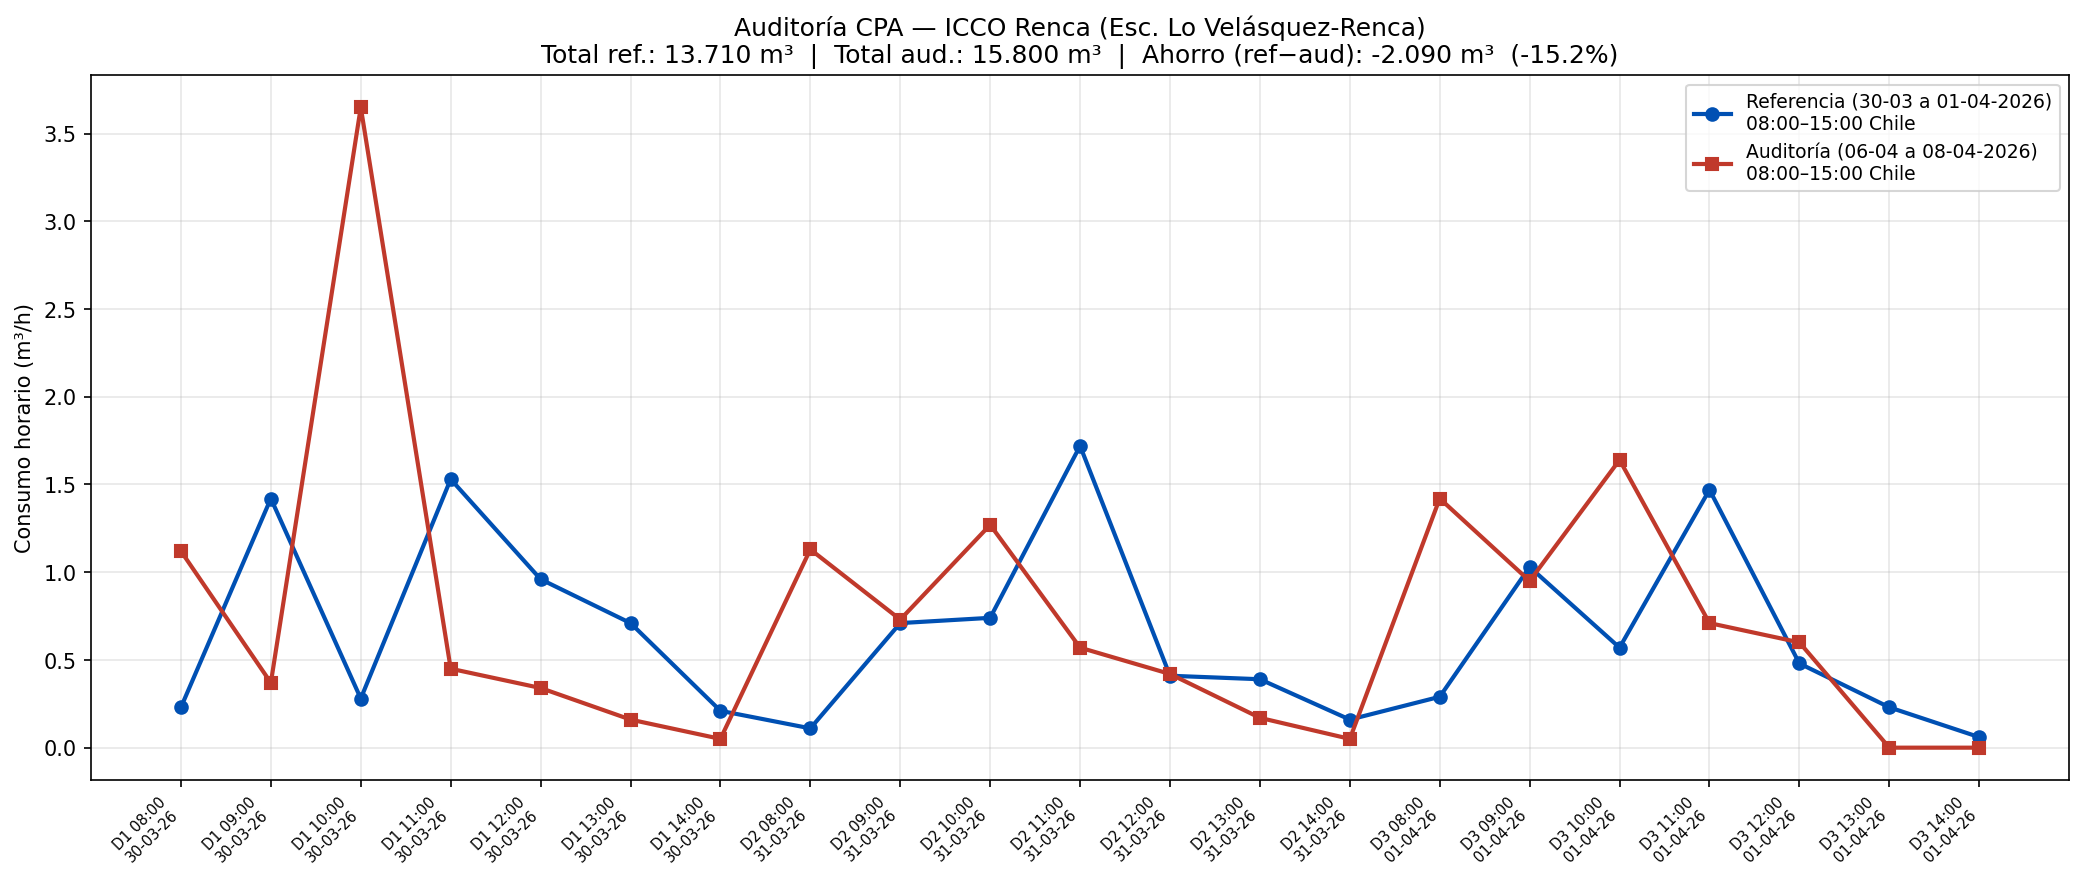 Auditoría CPA — ICCO Renca (Esc. Lo Velásquez-Renca)
Total ref.: 13.710 m³ | Total aud.: 15.800 m³ | Ahorro (ref−aud): -2.090 m³ (-15.2%)
Referencia (30-03 a 01-04-2026)
08:00–15:00 Chile
Auditoría (06-04 a 08-04-2026)
08:00–15:00 Chile
Consumo horario (m³/h)
3.5
3.0
2.5
2.0
1.5
1.0
0.5
0.0
D1 08:00
30-03-26
D1 09:00
30-03-26
D1 10:00
30-03-26
D1 11:00
30-03-26
D1 12:00
30-03-26
D1 13:00
30-03-26
D1 14:00
30-03-26
D2 08:00
31-03-26
D2 09:00
31-03-26
D2 10:00
31-03-26
D2 11:00
31-03-26
D2 12:00
31-03-26
D2 13:00
31-03-26
D2 14:00
31-03-26
D3 08:00
01-04-26
D3 09:00
01-04-26
D3 10:00
01-04-26
D3 11:00
01-04-26
D3 12:00
01-04-26
D3 13:00
01-04-26
D3 14:00
01-04-26